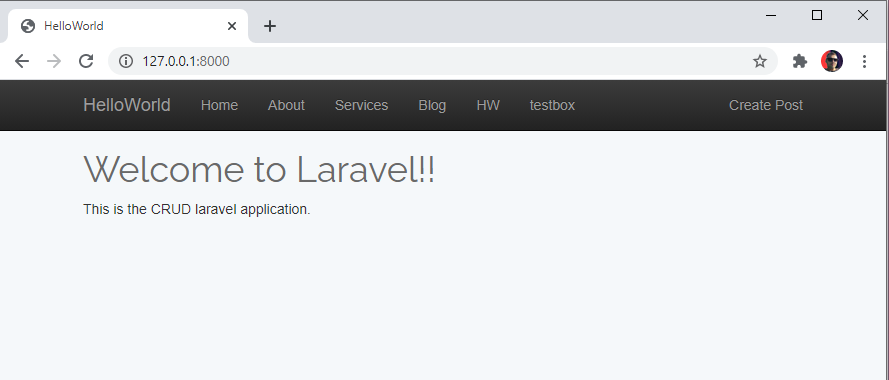 HelloWorld
127.0.0.1:8000
HelloWorld Home About Services Blog HW testbox Create Post
Welcome to Laravel!!
This is the CRUD laravel application.